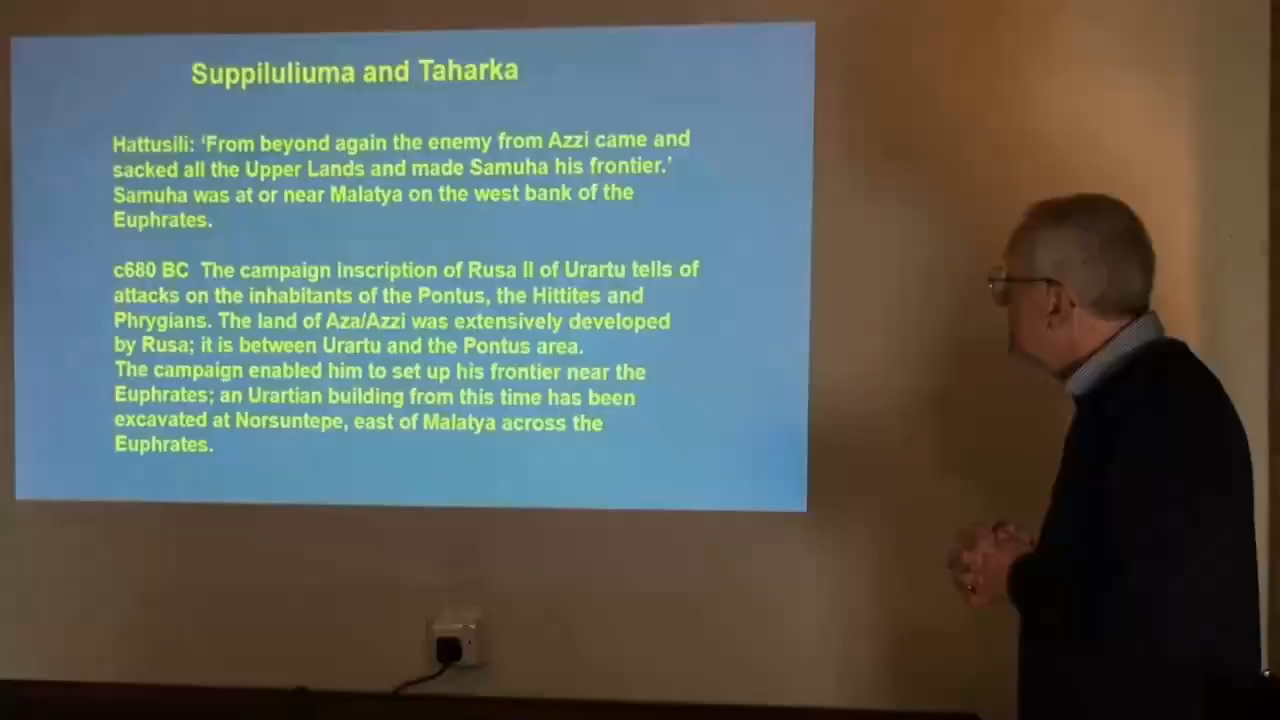 Suppiluliuma and Taharka
Hattusili: ‘From beyond again the enemy from Azzi came and
sacked all the Upper Lands and made Samuha his frontier.’
Samuha was at or near Malatya on the west bank of the
Euphrates.
c680 BC  The campaign inscription of Rusa II of Urartu tells of
attacks on the inhabitants of the Pontus, the Hittites and
Phrygians. The land of Aza/Azzi was extensively developed
by Rusa; it is between Urartu and the Pontus area.
The campaign enabled him to set up his frontier near the
Euphrates; an Urartian building from this time has been
excavated at Norsuntepe, east of Malatya across the
Euphrates.